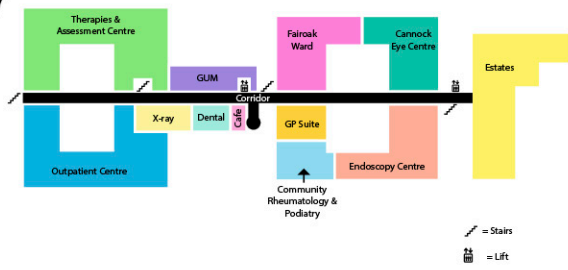 Therapies &
Assessment Centre
Fairoak
Ward
Cannock
Eye Centre
Estates
GUM
Corridor
X-ray
Dental
Cafe
GP Suite
Outpatient Centre
Endoscopy Centre
Community
Rheumatology &
Podiatry
= Stairs
= Lift